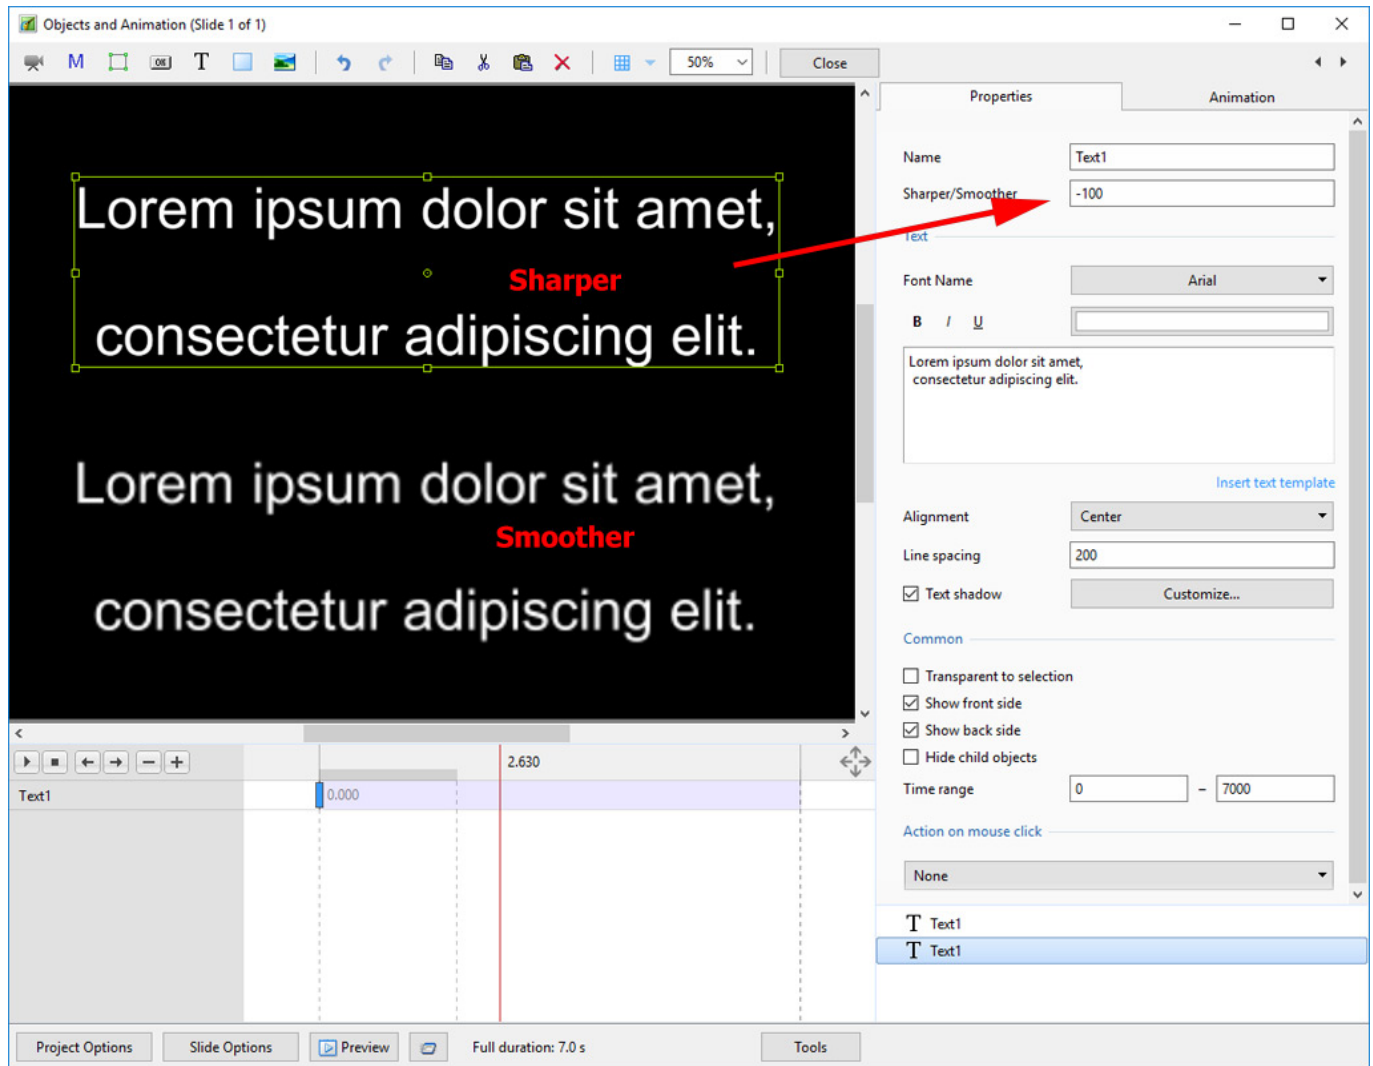 Objects and Animation (Slide 1 of 1)
M OK T 50% Close
Properties Animation
Name Text1
Sharper/Smoother -100
Text
Font Name Arial
B I U
Lorem ipsum dolor sit amet,
consectetur adipiscing elit.
Insert text template
Alignment Center
Line spacing 200
Text shadow Customize...
Common
Transparent to selection
Show front side
Show back side
Hide child objects
Time range 0 – 7000
Action on mouse click
None
T Text1
T Text1
Lorem ipsum dolor sit amet,
Sharper
consectetur adipiscing elit.
Lorem ipsum dolor sit amet,
Smoother
consectetur adipiscing elit.
2.630
Text1 0.000
Project Options Slide Options Preview Full duration: 7.0 s Tools